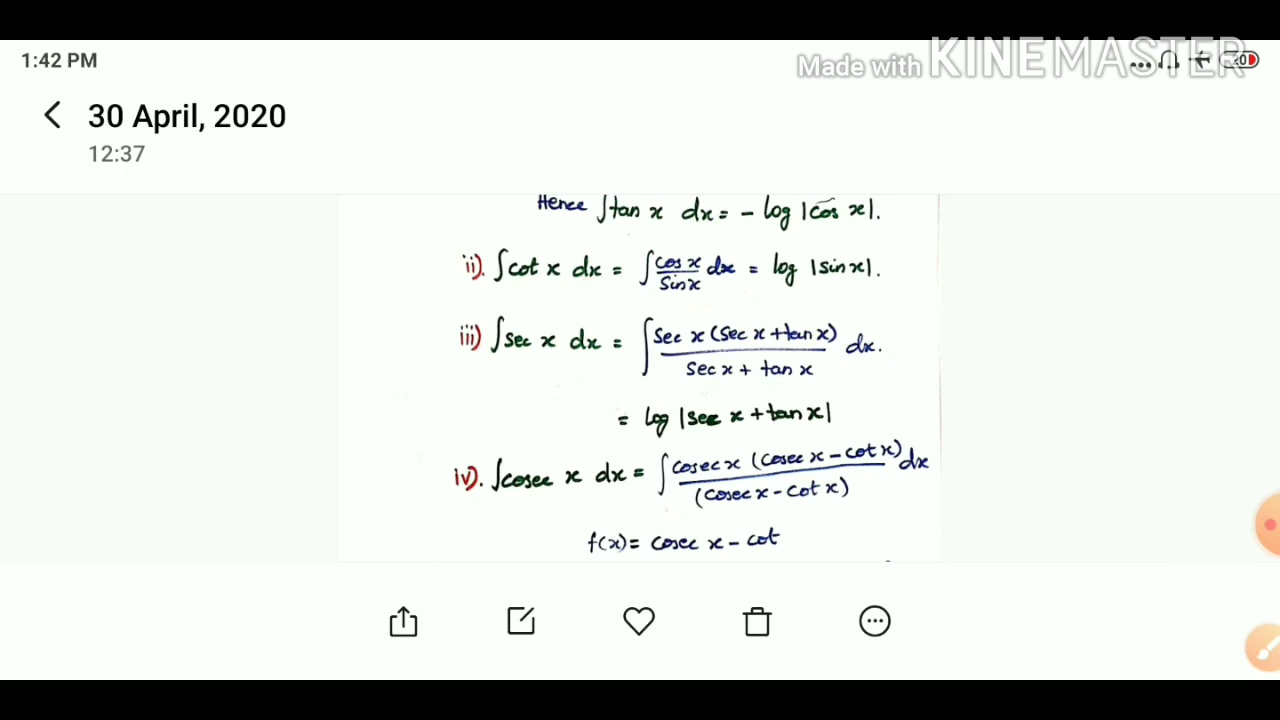 1:42 PM
Made with KINEMASTER
20
30 April, 2020
12:37
Hence ∫tan x dx = - log |cos x|.
ii). ∫cot x dx = ∫ cos x / sin x dx = log |sin x|.
iii) ∫sec x dx = ∫ sec x (sec x + tan x) / sec x + tan x dx.
= log |sec x + tan x|
iv). ∫cosec x dx = ∫ cosec x (cosec x - cot x) / (cosec x - cot x) dx
f(x) = cosec x - cot